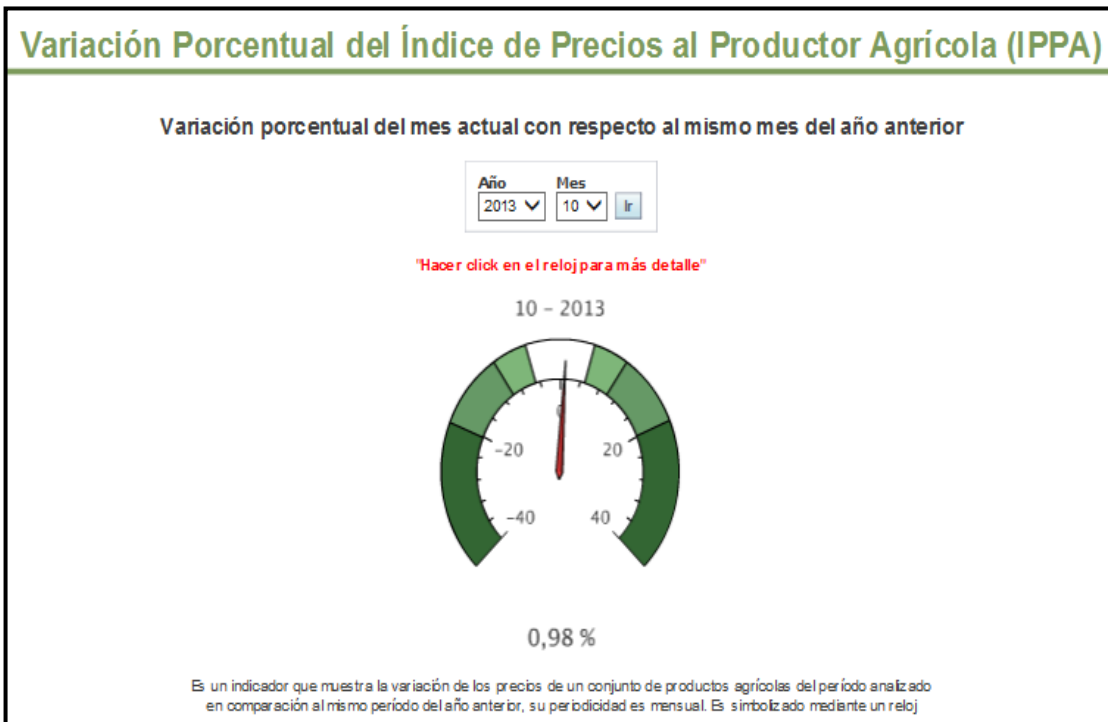 Variación Porcentual del Índice de Precios al Productor Agrícola (IPPA)
Variación porcentual del mes actual con respecto al mismo mes del año anterior
Año Mes
2013 10 Ir
"Hacer click en el reloj para más detalle"
10 - 2013
0
-20 20
-40 40
0,98 %
Es un indicador que muestra la variación de los precios de un conjunto de productos agrícolas del período analizado
en comparación al mismo período del año anterior, su periodicidad es mensual. Es simbolizado mediante un reloj